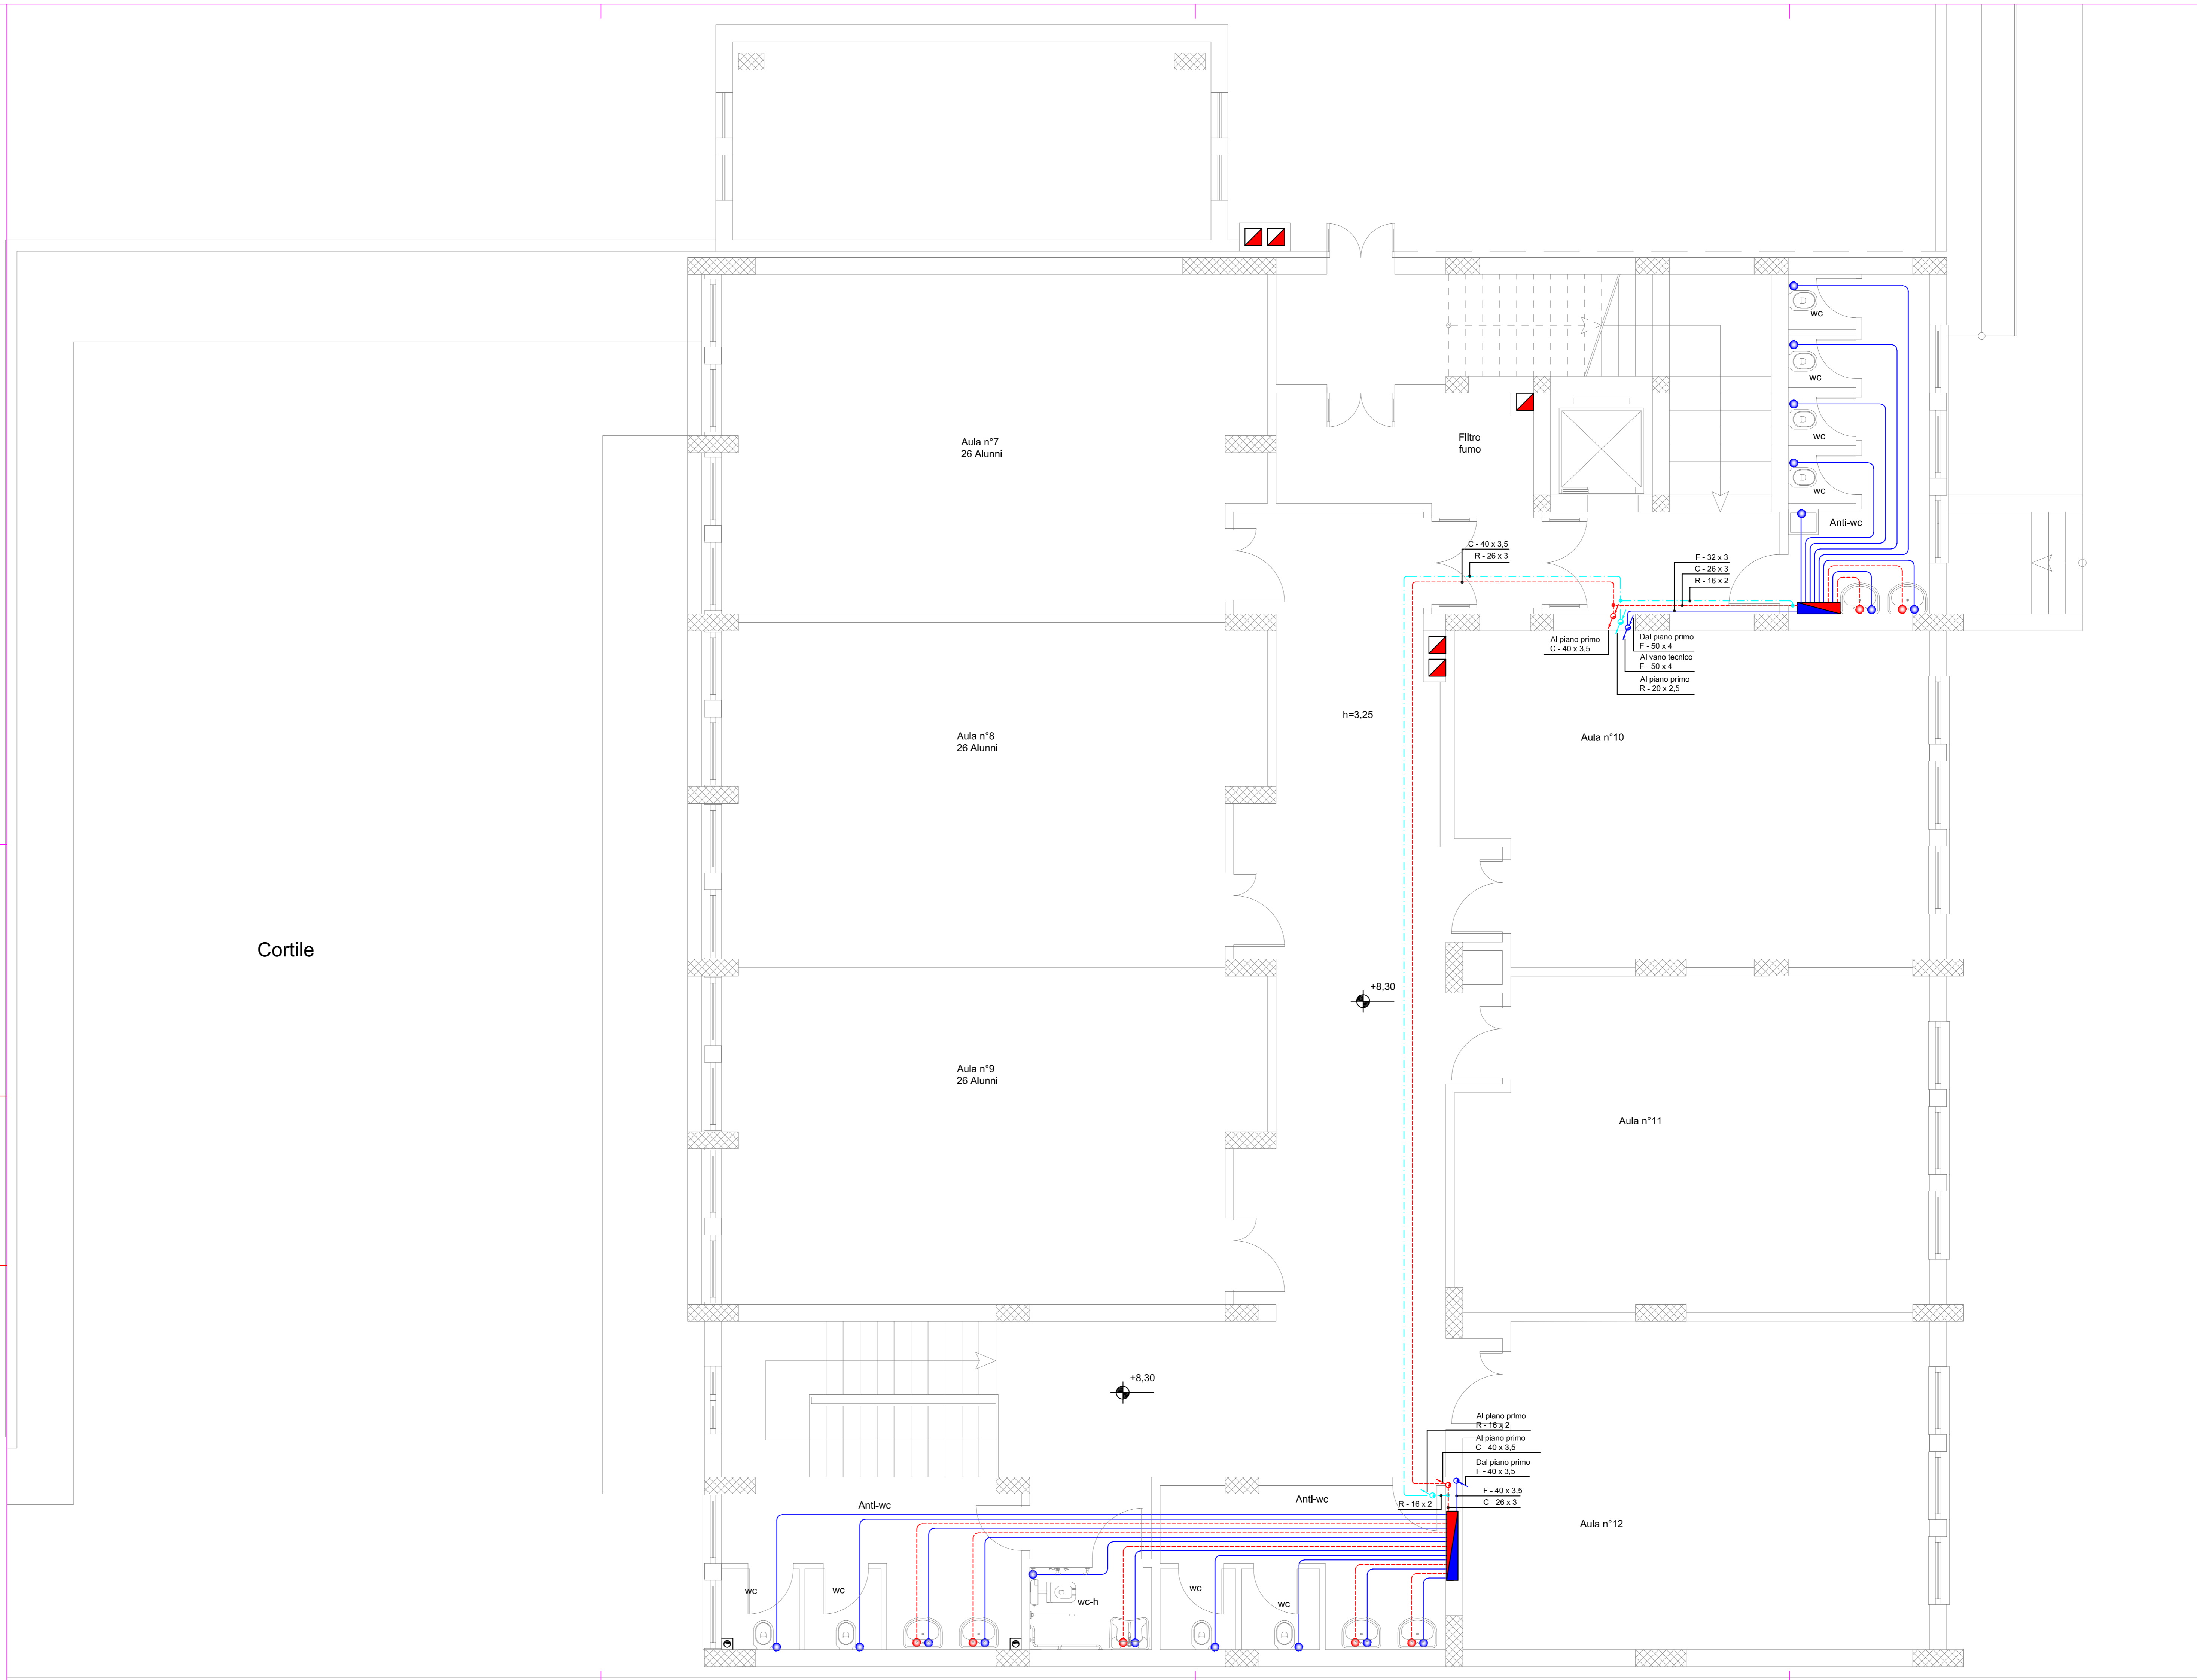 wc
wc
Aula n°7
26 Alunni
Filtro
fumo
wc
wc
Anti-wc
C - 40 x 3,5
R - 26 x 3
F - 32 x 3
C - 26 x 3
R - 16 x 2
Al piano primo
C - 40 x 3,5
Dal piano primo
F - 50 x 4
Al vano tecnico
F - 50 x 4
Al piano primo
R - 20 x 2,5
h=3,25
Aula n°8
26 Alunni
Aula n°10
Cortile
+8,30
Aula n°9
26 Alunni
Aula n°11
+8,30
Al piano primo
R - 16 x 2
Al piano primo
C - 40 x 3,5
Dal piano primo
F - 40 x 3,5
F - 40 x 3,5
C - 26 x 3
R - 16 x 2
Anti-wc
Anti-wc
Aula n°12
wc
wc
wc-h
wc
wc